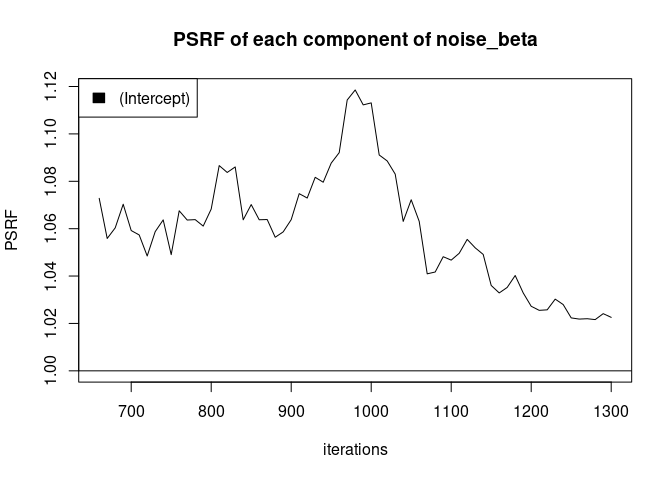 PSRF of each component of noise_beta
(Intercept)
PSRF
1.12
1.10
1.08
1.06
1.04
1.02
1.00
700 800 900 1000 1100 1200 1300
iterations